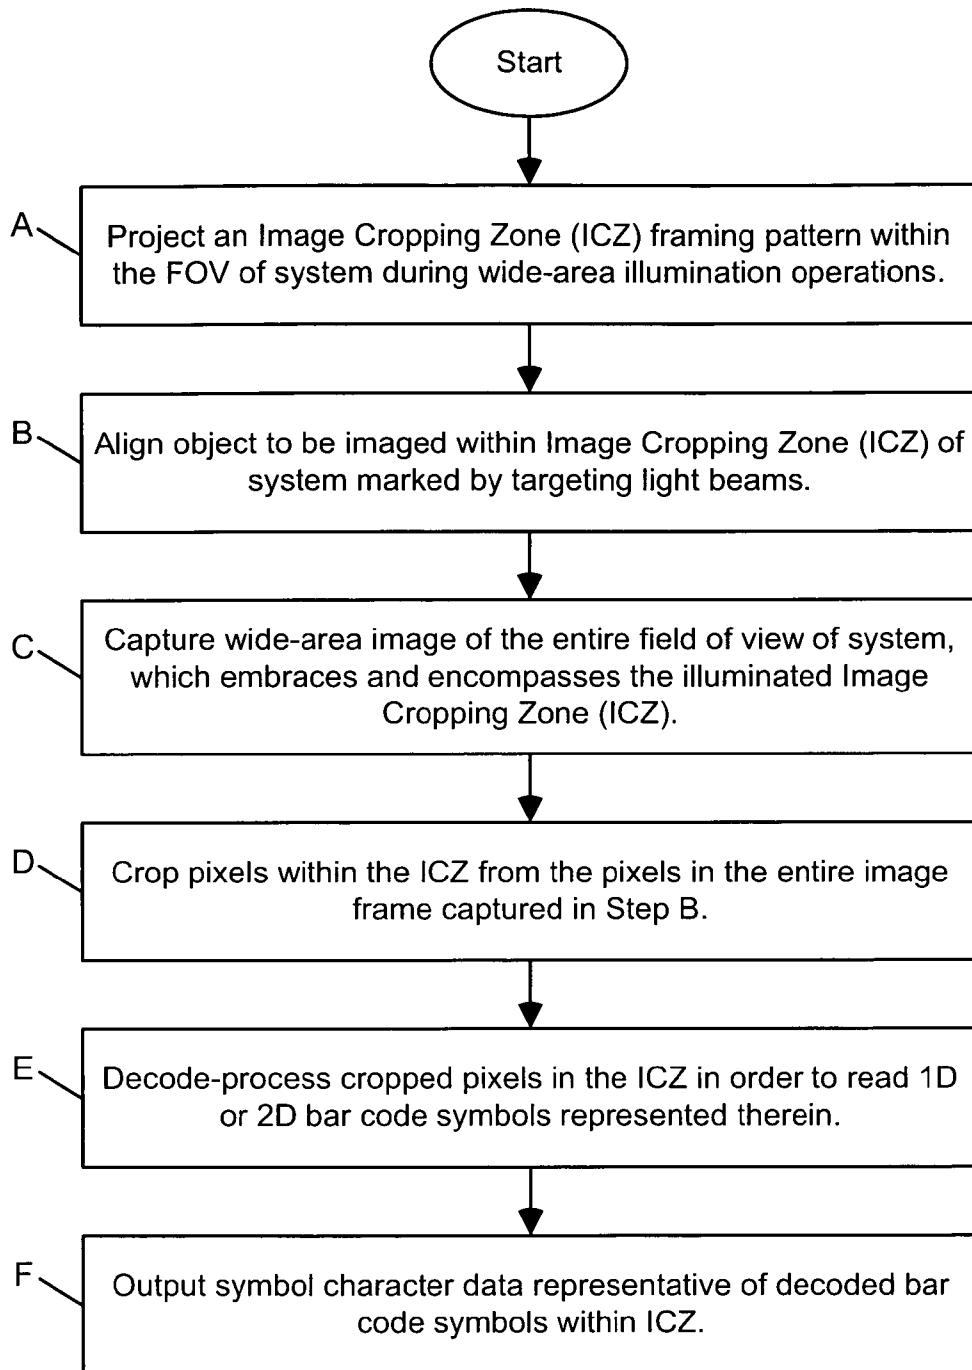 Start
A
Project an Image Cropping Zone (ICZ) framing pattern within
the FOV of system during wide-area illumination operations.
B
Align object to be imaged within Image Cropping Zone (ICZ) of
system marked by targeting light beams.
C
Capture wide-area image of the entire field of view of system,
which embraces and encompasses the illuminated Image
Cropping Zone (ICZ).
D
Crop pixels within the ICZ from the pixels in the entire image
frame captured in Step B.
E
Decode-process cropped pixels in the ICZ in order to read 1D
or 2D bar code symbols represented therein.
F
Output symbol character data representative of decoded bar
code symbols within ICZ.